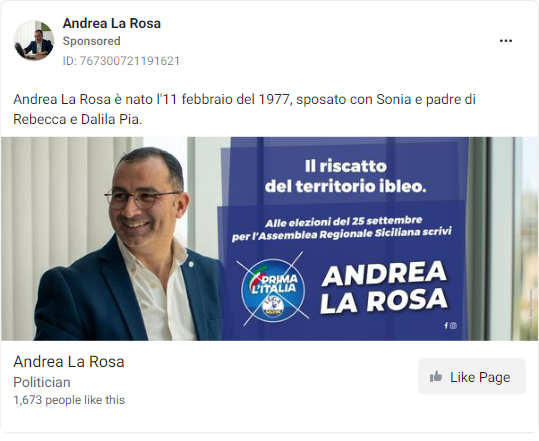 Andrea La Rosa
Sponsored
ID: 767300721191621
Andrea La Rosa è nato l'11 febbraio del 1977, sposato con Sonia e padre di
Rebecca e Dalila Pia.
Il riscatto
del territorio ibleo.
Alle elezioni del 25 settembre
per l'Assemblea Regionale Siciliana scrivi
PRIMA
L'ITALIA
SALVINI
ANDREA
LA ROSA
Andrea La Rosa
Politician
1,673 people like this
Like Page